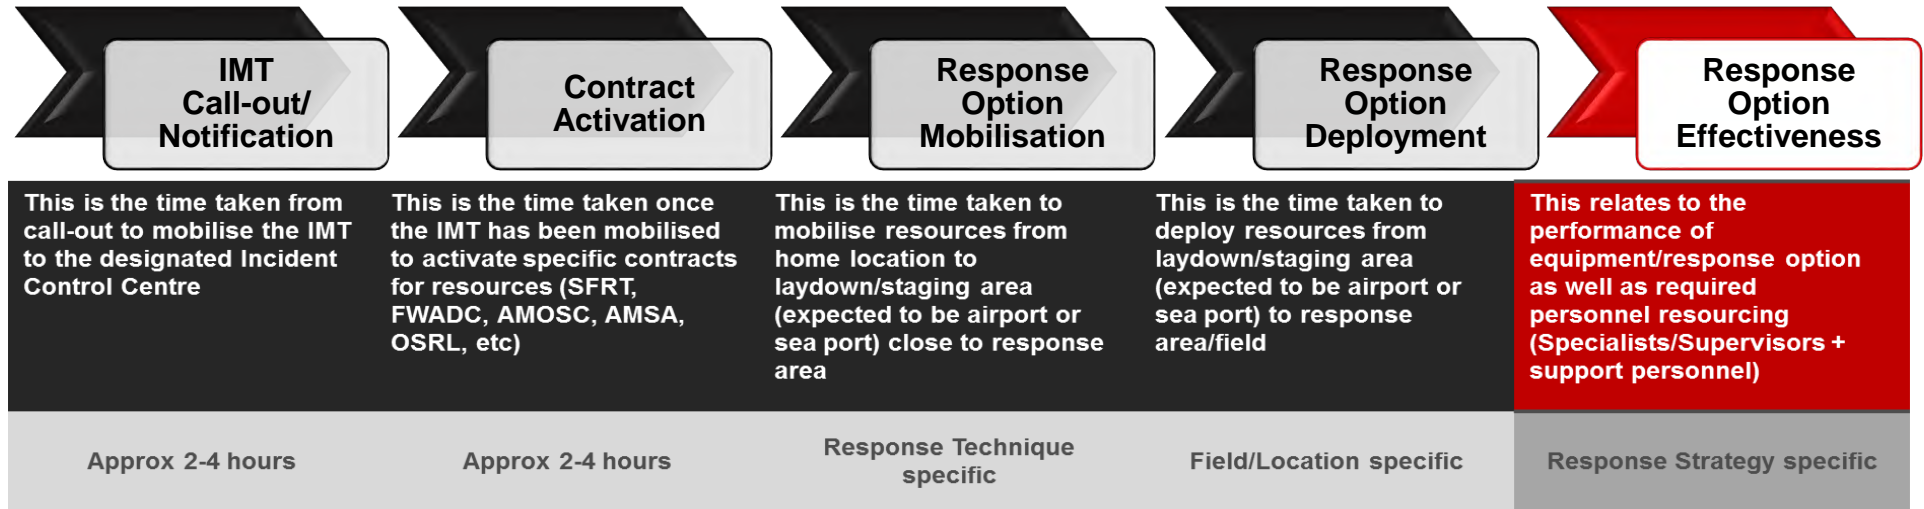 IMT
Call-out/
Notification
Contract
Activation
Response
Option
Mobilisation
Response
Option
Deployment
Response
Option
Effectiveness
This is the time taken from
call-out to mobilise the IMT
to the designated Incident
Control Centre
This is the time taken once
the IMT has been mobilised
to activate specific contracts
for resources (SFRT,
FWADC, AMOSC, AMSA,
OSRL, etc)
This is the time taken to
mobilise resources from
home location to
laydown/staging area
(expected to be airport or
sea port) close to response
area
This is the time taken to
deploy resources from
laydown/staging area
(expected to be airport or
sea port) to response
area/field
This relates to the
performance of
equipment/response option
as well as required
personnel resourcing
(Specialists/Supervisors +
support personnel)
Approx 2-4 hours
Approx 2-4 hours
Response Technique
specific
Field/Location specific
Response Strategy specific